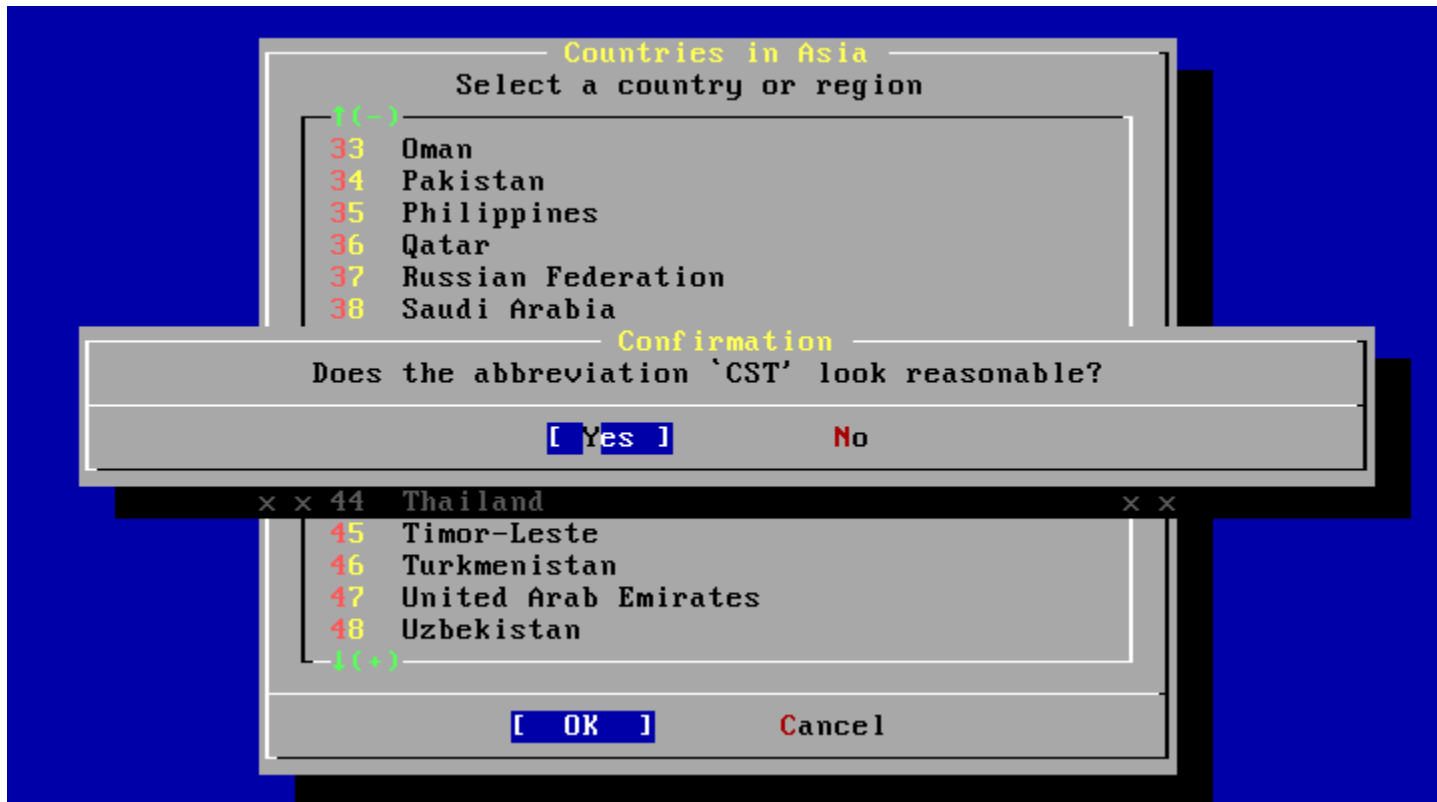 Countries in Asia
Select a country or region
↑(-)
33 Oman
34 Pakistan
35 Philippines
36 Qatar
37 Russian Federation
38 Saudi Arabia
Confirmation
Does the abbreviation `CST' look reasonable?
[ Yes ] No
x x 44 Thailand x x
45 Timor-Leste
46 Turkmenistan
47 United Arab Emirates
48 Uzbekistan
↓(+)
[ OK ] Cancel